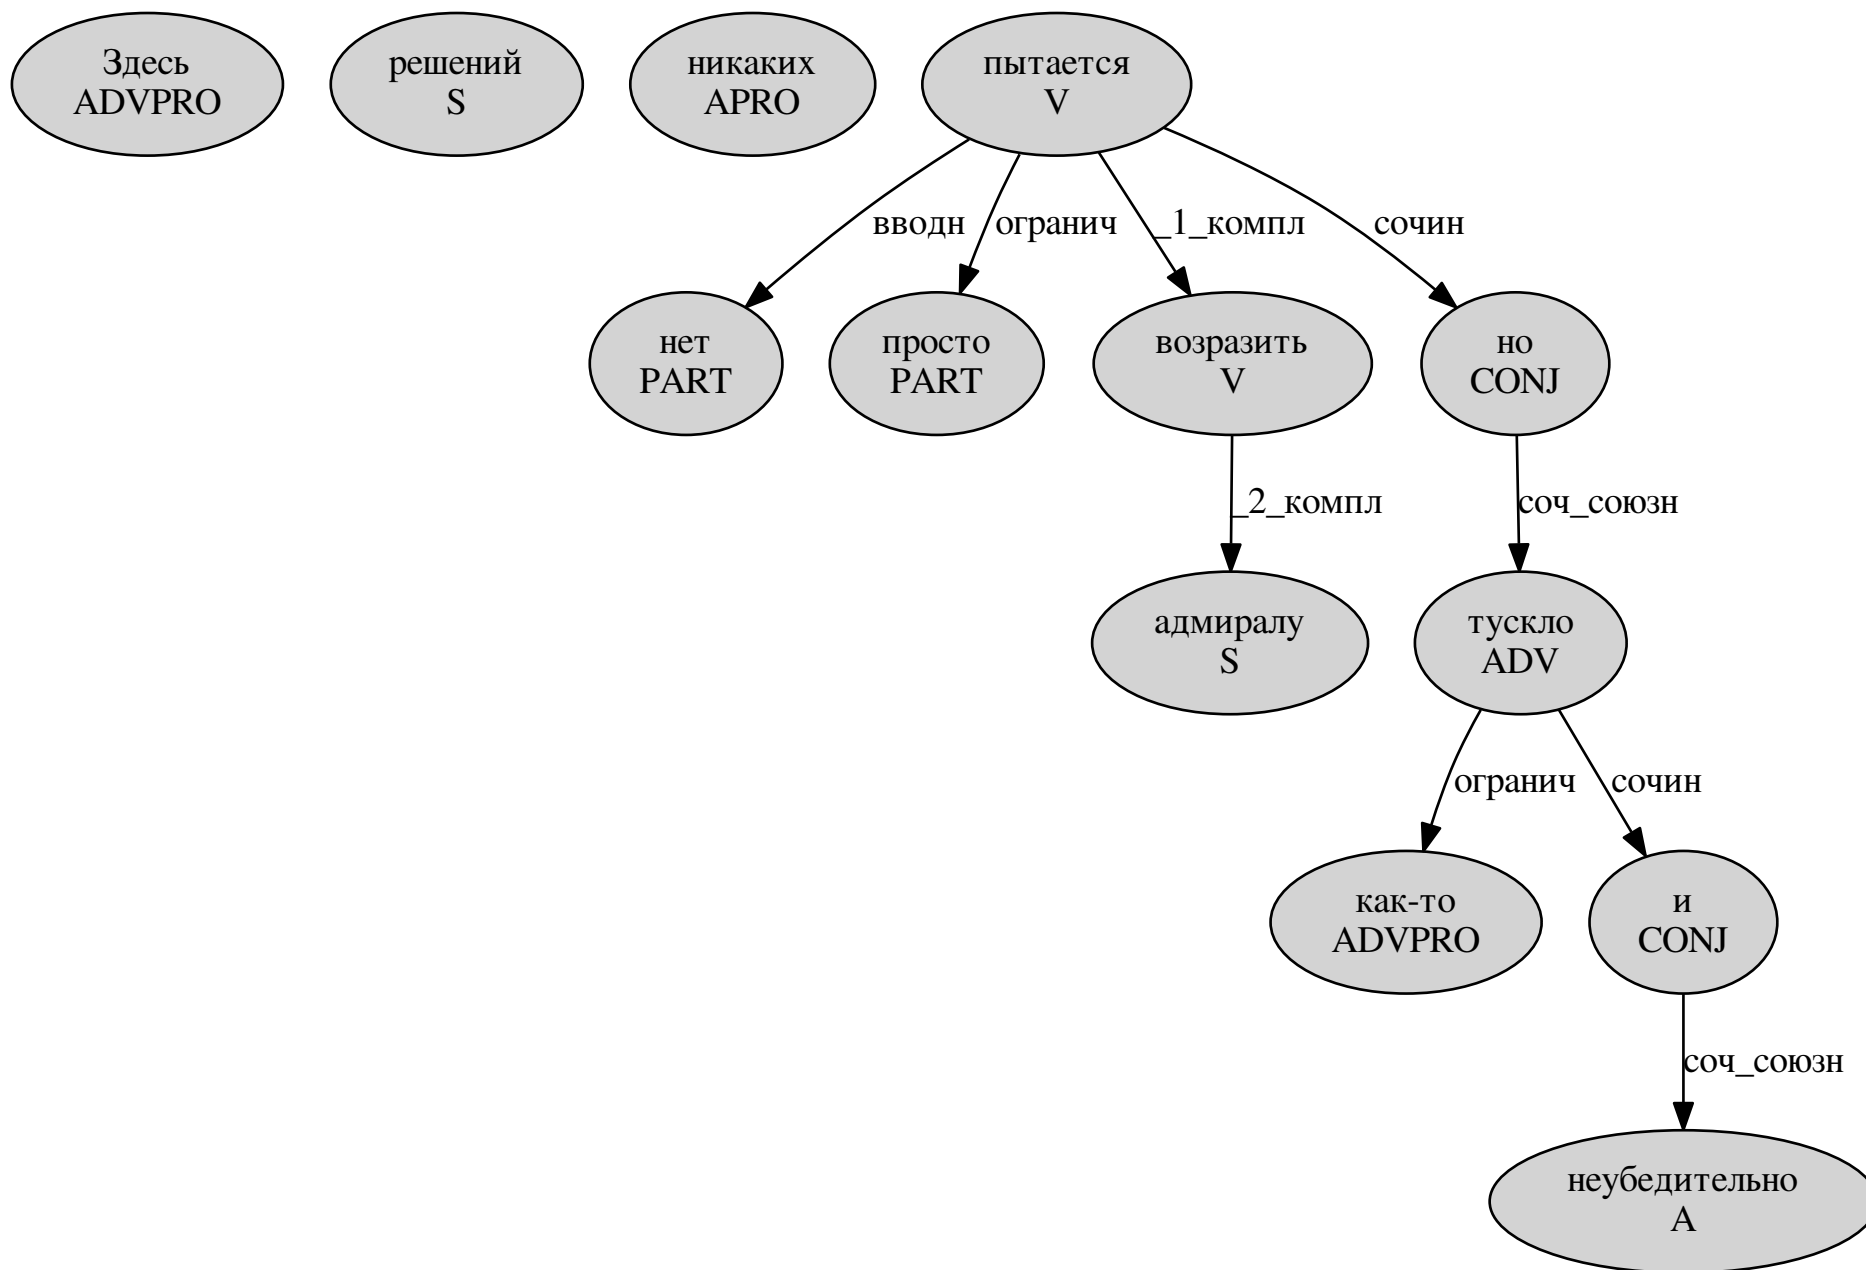 Здесь
ADVPRO
решений
S
никаких
APRO
пытается
V
вводн
огранич
_1_компл
сочин
нет
PART
просто
PART
возразить
V
но
CONJ
_2_компл
соч_союзн
адмиралу
S
тускло
ADV
огранич
сочин
как-то
ADVPRO
и
CONJ
соч_союзн
неубедительно
A